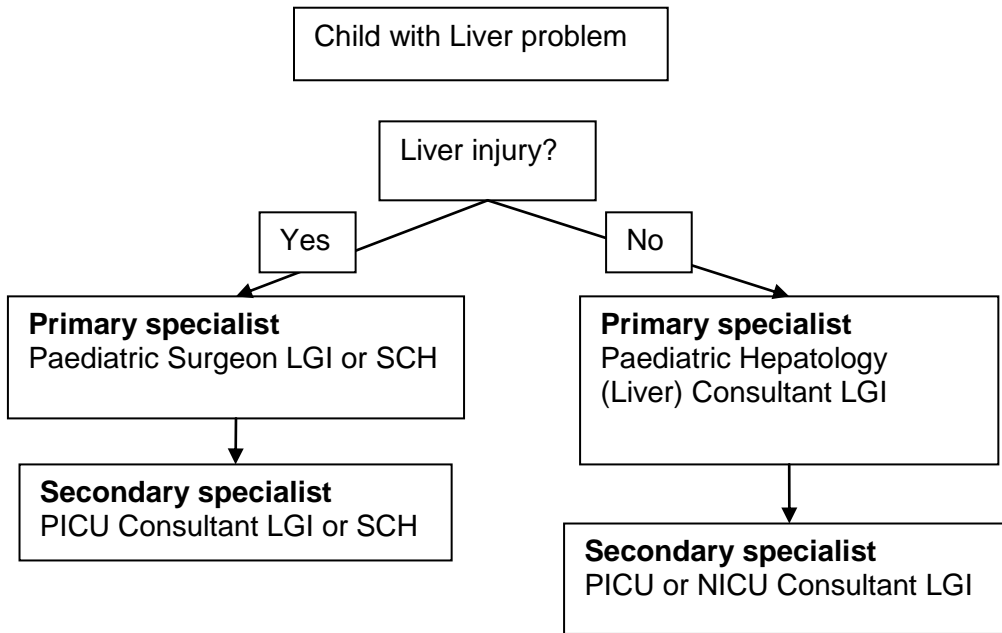 Child with Liver problem
Liver injury?
Yes
No
Primary specialist
Paediatric Surgeon LGI or SCH
Primary specialist
Paediatric Hepatology
(Liver) Consultant LGI
Secondary specialist
PICU Consultant LGI or SCH
Secondary specialist
PICU or NICU Consultant LGI